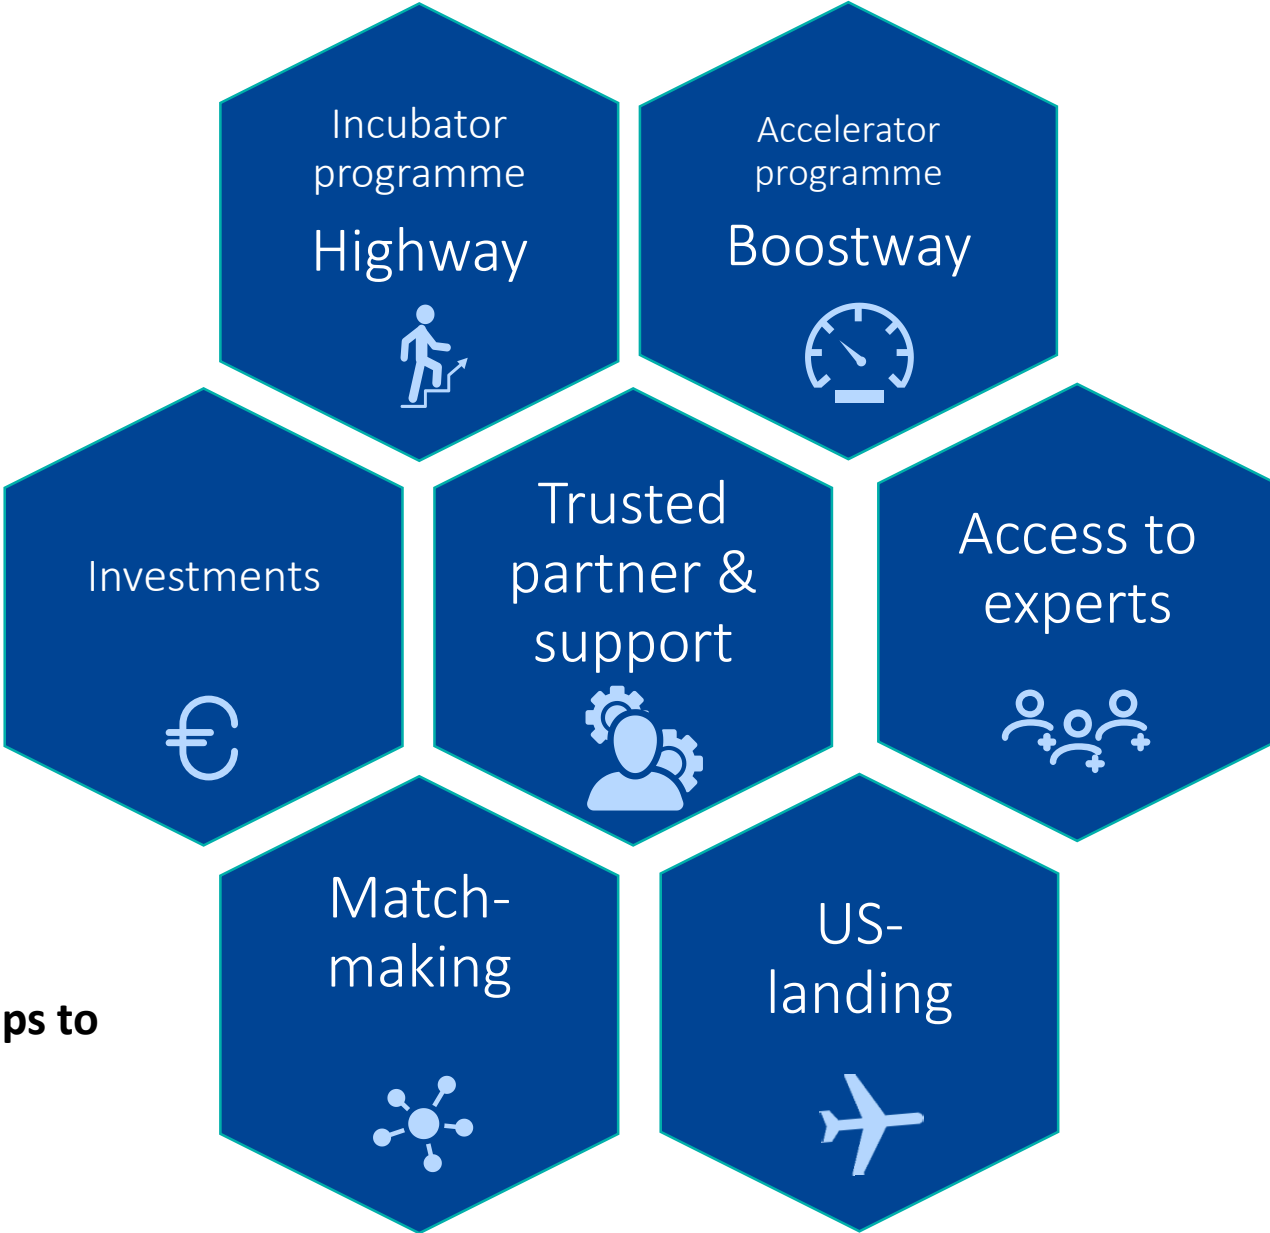 Incubator
programme
Highway
Accelerator
programme
Boostway
Investments
Trusted
partner &
support
Access to
experts
Match-
making
US-
landing
ps to